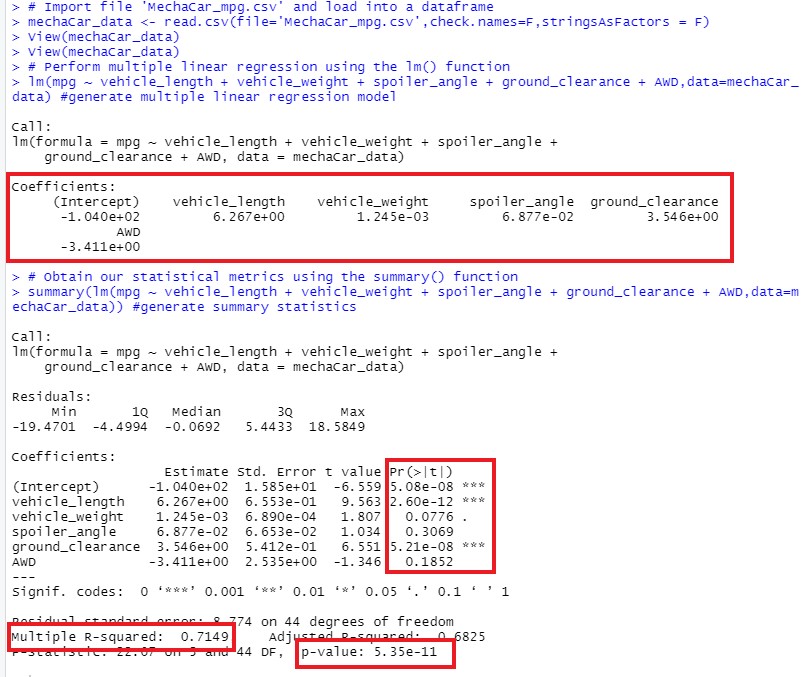 > # Import file 'MechaCar_mpg.csv' and load into a dataframe
> mechaCar_data <- read.csv(file='MechaCar_mpg.csv',check.names=F,stringsAsFactors = F)
> View(mechaCar_data)
> View(mechaCar_data)
> # Perform multiple linear regression using the lm() function
> lm(mpg ~ vehicle_length + vehicle_weight + spoiler_angle + ground_clearance + AWD,data=mechaCar_
data) #generate multiple linear regression model
Call:
lm(formula = mpg ~ vehicle_length + vehicle_weight + spoiler_angle +
    ground_clearance + AWD, data = mechaCar_data)
Coefficients:
     (Intercept)    vehicle_length    vehicle_weight     spoiler_angle  ground_clearance
      -1.040e+02         6.267e+00         1.245e-03         6.877e-02         3.546e+00
             AWD
      -3.411e+00
> # Obtain our statistical metrics using the summary() function
> summary(lm(mpg ~ vehicle_length + vehicle_weight + spoiler_angle + ground_clearance + AWD,data=m
echaCar_data)) #generate summary statistics
Call:
lm(formula = mpg ~ vehicle_length + vehicle_weight + spoiler_angle +
    ground_clearance + AWD, data = mechaCar_data)
Residuals:
     Min       1Q   Median       3Q      Max
-19.4701  -4.4994  -0.0692   5.4433  18.5849
Coefficients:
                   Estimate Std. Error t value Pr(>|t|)
(Intercept)      -1.040e+02  1.585e+01  -6.559 5.08e-08 ***
vehicle_length    6.267e+00  6.553e-01   9.563 2.60e-12 ***
vehicle_weight    1.245e-03  6.890e-04   1.807   0.0776 .
spoiler_angle     6.877e-02  6.653e-02   1.034   0.3069
ground_clearance  3.546e+00  5.412e-01   6.551 5.21e-08 ***
AWD              -3.411e+00  2.535e+00  -1.346   0.1852
---
Signif. codes:  0 ‘***’ 0.001 ‘**’ 0.01 ‘*’ 0.05 ‘.’ 0.1 ‘ ’ 1
Residual standard error: 8.774 on 44 degrees of freedom
Multiple R-squared:  0.7149	Adjusted R-squared:  0.6825
F-statistic: 22.07 on 5 and 44 DF,  p-value: 5.35e-11